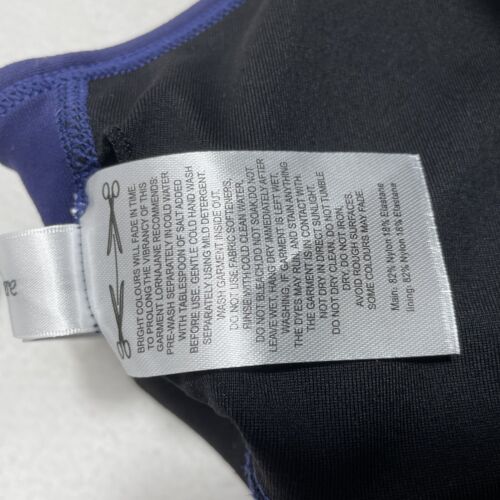 BRIGHT COLOURS WILL FADE IN TIME.
TO PROLONG THE VIBRANCY OF THIS
GARMENT LORNAJANE RECOMMENDS:
PRE-WASH SEPARATELY IN COLD WATER
WITH TABLESPOON OF SALT ADDED
BEFORE USE. GENTLE COLD HAND WASH
SEPARATELY USING MILD DETERGENT.
WASH GARMENT INSIDE OUT.
DO NOT USE FABRIC SOFTENERS.
RINSE WITH COLD CLEAN WATER.
DO NOT BLEACH.DO NOT SOAK.DO NOT
LEAVE WET, HANG DRY IMMEDIATELY AFTER
WASHING, IF GARMENT IS LEFT WET,
THE DYES MAY RUN, AND STAIN ANYTHING
THE GARMENT IS IN CONTACT WITH.
NOT DRY IN DIRECT SUNLIGHT.
DO NOT DRY CLEAN. DO NOT TUMBLE
DRY. DO NOT IRON.
AVOID ROUGH SURFACES
SOME COLOURS MAY FADE.
Main: 82% Nylon 18% Elastane
lining: 82% Nylon 18% Elastane